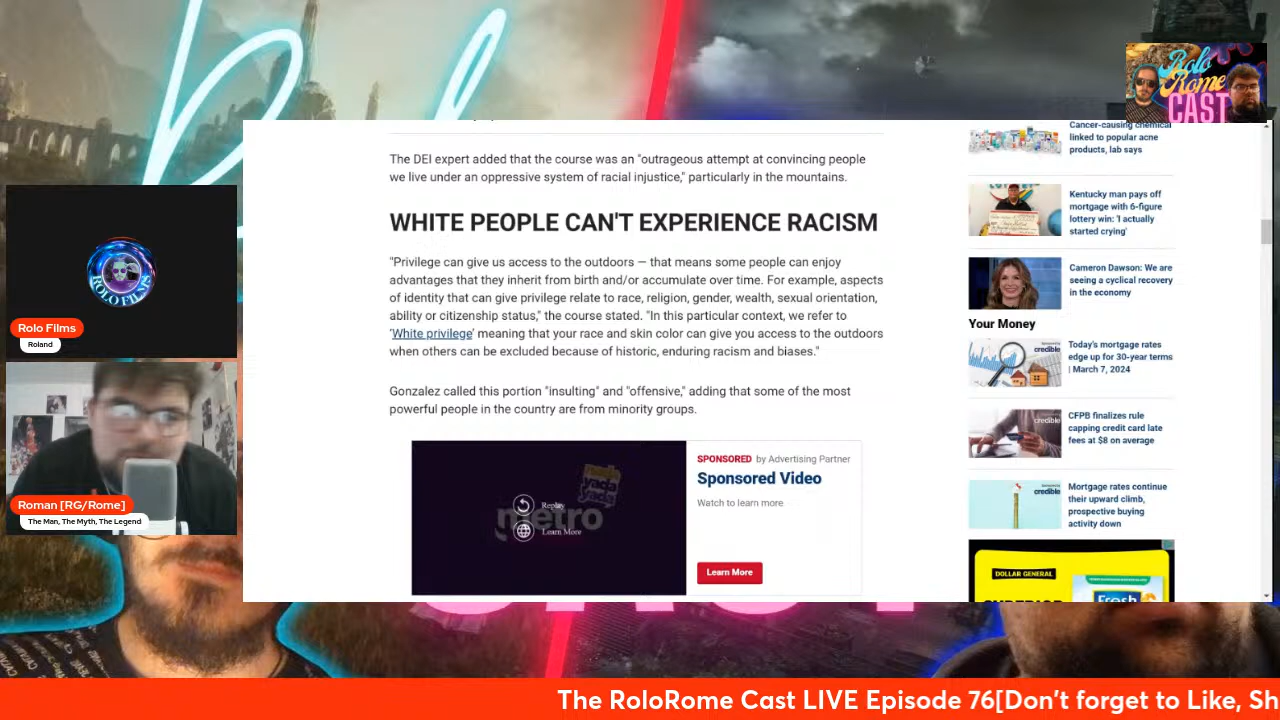 Rolo
Rome
CAST
The DEI expert added that the course was an "outrageous attempt at convincing people
we live under an oppressive system of racial injustice," particularly in the mountains.
WHITE PEOPLE CAN'T EXPERIENCE RACISM
"Privilege can give us access to the outdoors — that means some people can enjoy
advantages that they inherit from birth and/or accumulate over time. For example, aspects
of identity that can give privilege relate to race, religion, gender, wealth, sexual orientation,
ability or citizenship status," the course stated. "In this particular context, we refer to
'White privilege' meaning that your race and skin color can give you access to the outdoors
when others can be excluded because of historic, enduring racism and biases."
Gonzalez called this portion "insulting" and "offensive," adding that some of the most
powerful people in the country are from minority groups.
yada
yada
metro
Replay
Learn More
SPONSORED by Advertising Partner
Sponsored Video
Watch to learn more
Learn More
Cancer-causing chemical
linked to popular acne
products, lab says
Kentucky man pays off
mortgage with 6-figure
lottery win: 'I actually
started crying'
Cameron Dawson: We are
seeing a cyclical recovery
in the economy
Your Money
credible
Today's mortgage rates
edge up for 30-year terms
| March 7, 2024
credible
CFPB finalizes rule
capping credit card late
fees at $8 on average
credible
Mortgage rates continue
their upward climb,
prospective buying
activity down
DOLLAR GENERAL
SUPERIOR
Fresh
ROLO FILMS
Rolo Films
Roland
Roman [RG/Rome]
The Man, The Myth, The Legend
The RoloRome Cast LIVE Episode 76[Don't forget to Like, Sh